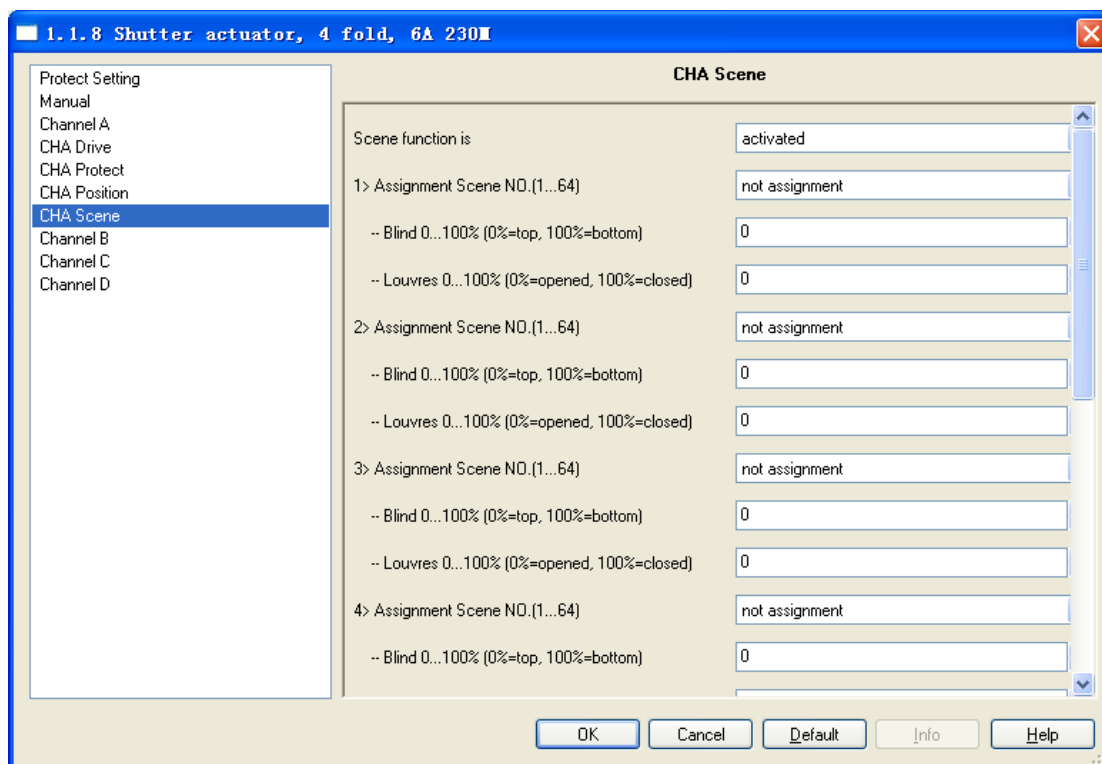 1.1.8 Shutter actuator, 4 fold, 6A 230M
Protect Setting
Manual
Channel A
CHA Drive
CHA Protect
CHA Position
CHA Scene
Channel B
Channel C
Channel D
CHA Scene
Scene function is activated
1> Assignment Scene NO.(1...64) not assignment
-- Blind 0...100% (0%=top, 100%=bottom) 0
-- Louvres 0...100% (0%=opened, 100%=closed) 0
2> Assignment Scene NO.(1...64) not assignment
-- Blind 0...100% (0%=top, 100%=bottom) 0
-- Louvres 0...100% (0%=opened, 100%=closed) 0
3> Assignment Scene NO.(1...64) not assignment
-- Blind 0...100% (0%=top, 100%=bottom) 0
-- Louvres 0...100% (0%=opened, 100%=closed) 0
4> Assignment Scene NO.(1...64) not assignment
-- Blind 0...100% (0%=top, 100%=bottom) 0
OK Cancel Default Info Help